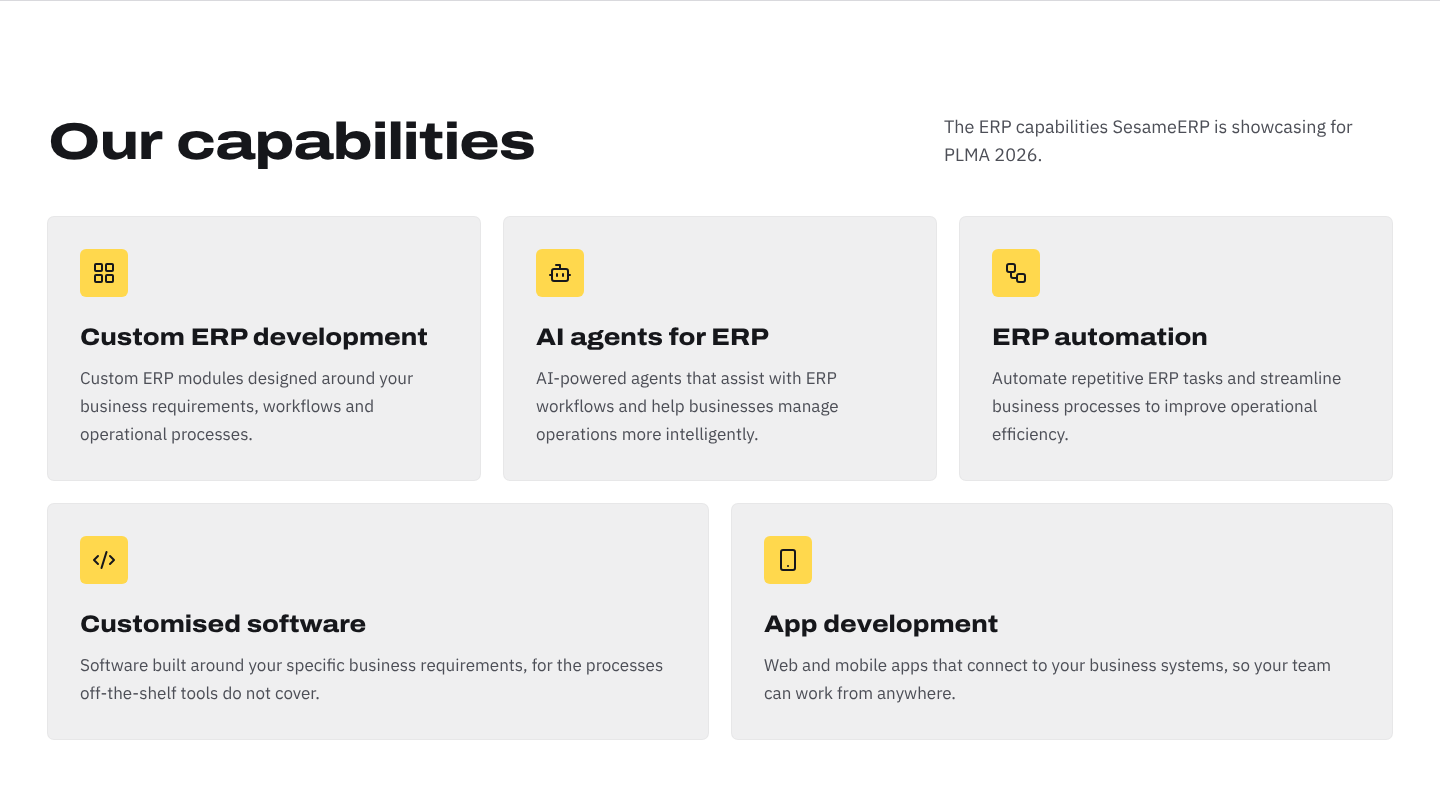 Our capabilities
The ERP capabilities SesameERP is showcasing for
PLMA 2026.
Custom ERP development
Custom ERP modules designed around your
business requirements, workflows and
operational processes.
AI agents for ERP
AI-powered agents that assist with ERP
workflows and help businesses manage
operations more intelligently.
ERP automation
Automate repetitive ERP tasks and streamline
business processes to improve operational
efficiency.
Customised software
Software built around your specific business requirements, for the processes
off-the-shelf tools do not cover.
App development
Web and mobile apps that connect to your business systems, so your team
can work from anywhere.